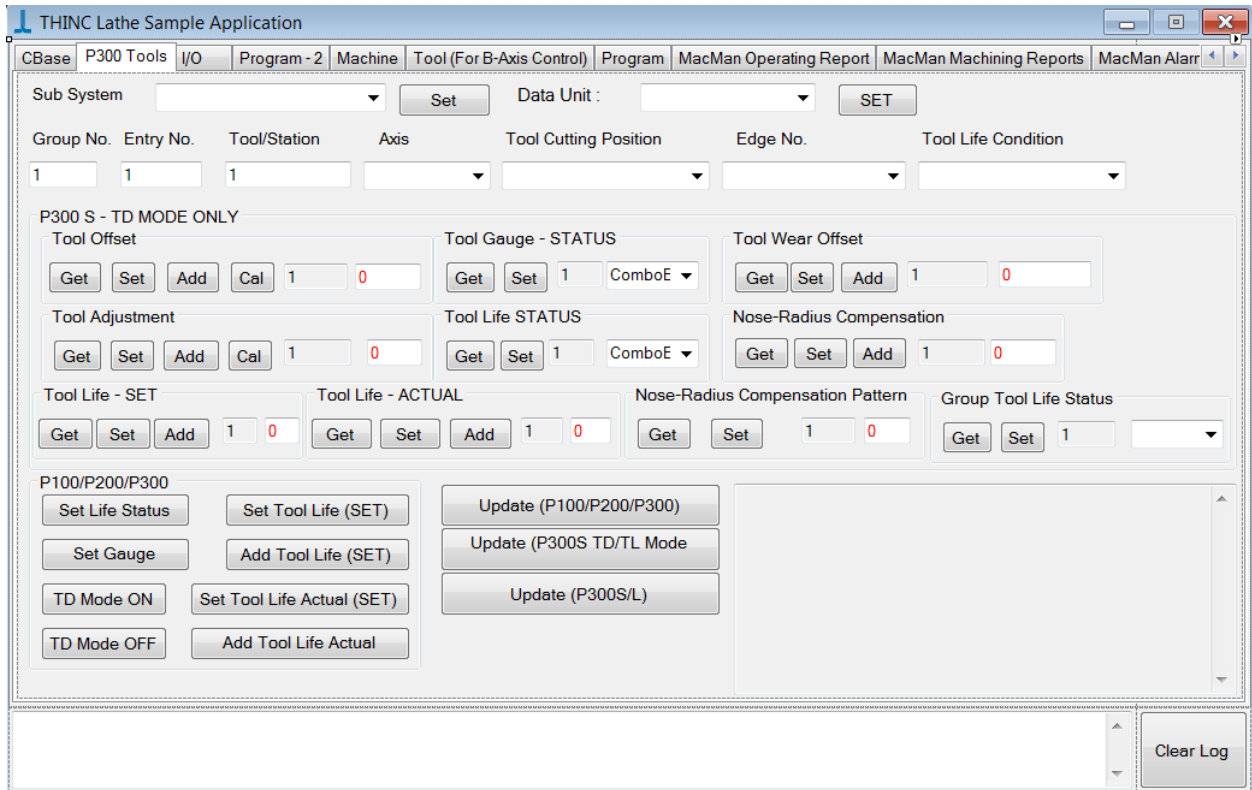 THINC Lathe Sample Application
CBase P300 Tools I/O Program - 2 Machine Tool (For B-Axis Control) Program MacMan Operating Report MacMan Machining Reports MacMan Alarr
Sub System Set Data Unit : SET
Group No. Entry No. Tool/Station Axis Tool Cutting Position Edge No. Tool Life Condition
1 1 1
P300 S - TD MODE ONLY
Tool Offset Tool Gauge - STATUS Tool Wear Offset
Get Set Add Cal 1 0 Get Set 1 ComboE Get Set Add 1 0
Tool Adjustment Tool Life STATUS Nose-Radius Compensation
Get Set Add Cal 1 0 Get Set 1 ComboE Get Set Add 1 0
Tool Life - SET Tool Life - ACTUAL Nose-Radius Compensation Pattern Group Tool Life Status
Get Set Add 1 0 Get Set Add 1 0 Get Set 1 0 Get Set 1
P100/P200/P300
Set Life Status Set Tool Life (SET) Update (P100/P200/P300)
Set Gauge Add Tool Life (SET) Update (P300S TD/TL Mode
TD Mode ON Set Tool Life Actual (SET) Update (P300S/L)
TD Mode OFF Add Tool Life Actual
Clear Log